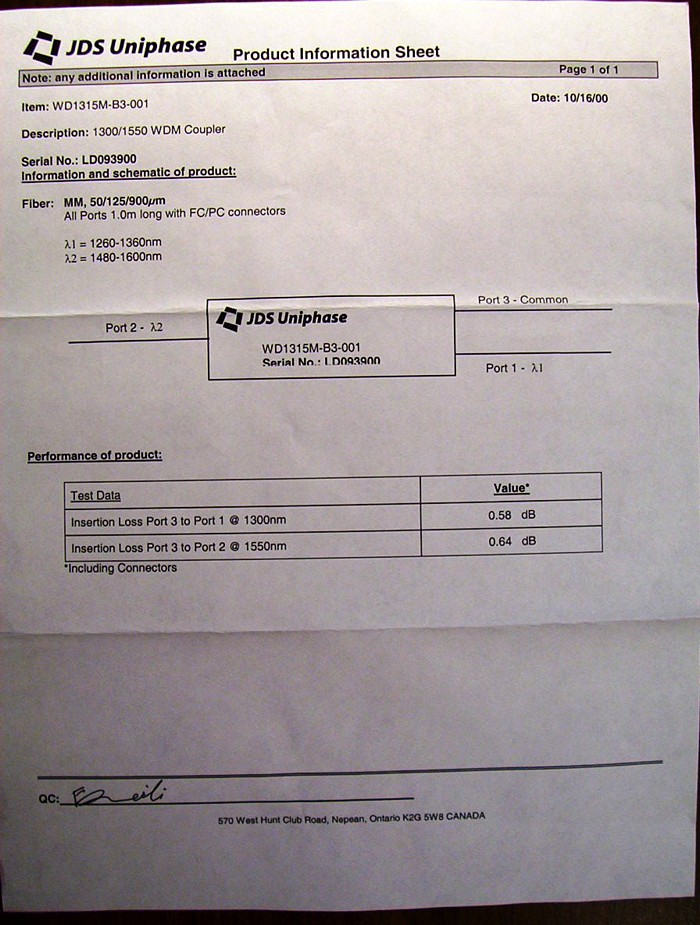 JDS Uniphase Product Information Sheet
Note: any additional information is attached Page 1 of 1
Item: WD1315M-B3-001 Date: 10/16/00
Description: 1300/1550 WDM Coupler
Serial No.: LD093900
Information and schematic of product:
Fiber: MM, 50/125/900µm
All Ports 1.0m long with FC/PC connectors
λ1 = 1260-1360nm
λ2 = 1480-1600nm
Port 3 - Common
JDS Uniphase
Port 2 - λ2
WD1315M-B3-001
Serial No.: LD093900
Port 1 - λ1
Performance of product:
Test Data Value*
Insertion Loss Port 3 to Port 1 @ 1300nm 0.58 dB
Insertion Loss Port 3 to Port 2 @ 1550nm 0.64 dB
*Including Connectors
QC:
570 West Hunt Club Road, Nepean, Ontario K2G 5W8 CANADA